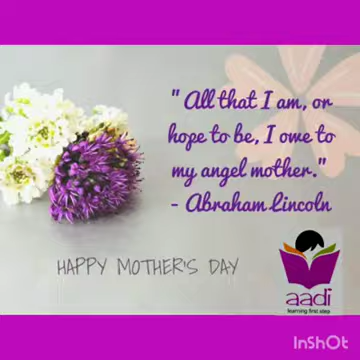 " All that I am, or
hope to be, I owe to
my angel mother."
- Abraham Lincoln
HAPPY MOTHER'S DAY
aadi
learning first step
InShOt